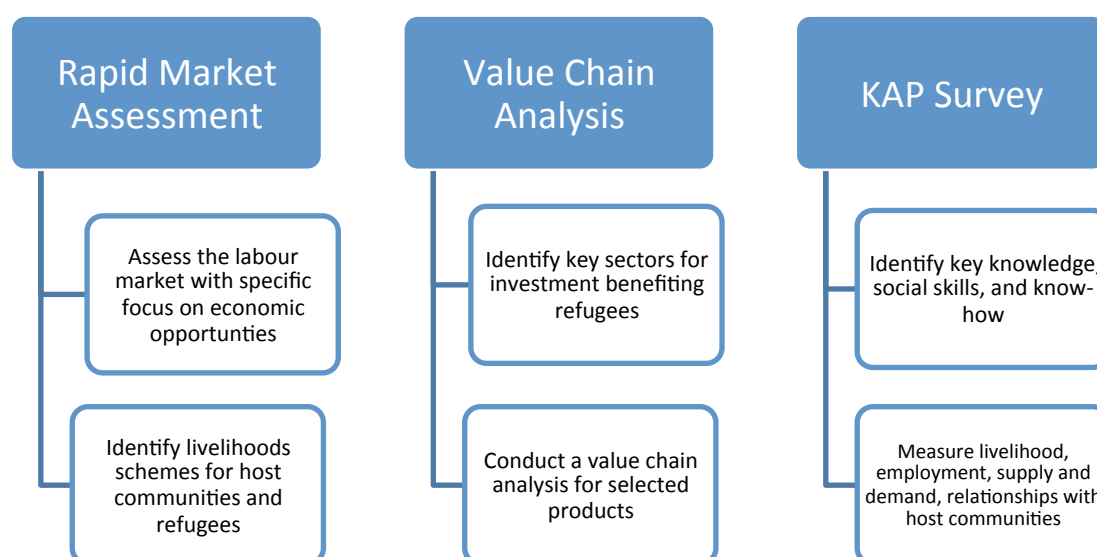 Rapid Market
Assessment
Assess the labour
market with specific
focus on economic
opportunties
Identify livelihoods
schemes for host
communities and
refugees
Value Chain
Analysis
Identify key sectors for
investment benefiting
refugees
Conduct a value chain
analysis for selected
products
KAP Survey
Identify key knowledge,
social skills, and know-
how
Measure livelihood,
employment, supply and
demand, relationships with
host communities